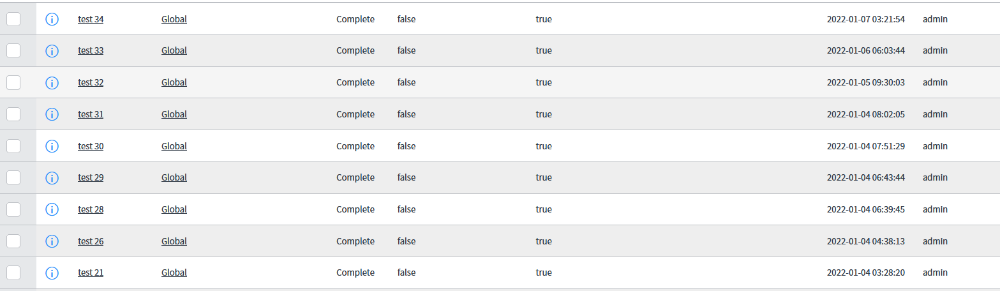 test 34 Global Complete false true 2022-01-07 03:21:54 admin
test 33 Global Complete false true 2022-01-06 06:03:44 admin
test 32 Global Complete false true 2022-01-05 09:30:03 admin
test 31 Global Complete false true 2022-01-04 08:02:05 admin
test 30 Global Complete false true 2022-01-04 07:51:29 admin
test 29 Global Complete false true 2022-01-04 06:43:44 admin
test 28 Global Complete false true 2022-01-04 06:39:45 admin
test 26 Global Complete false true 2022-01-04 04:38:13 admin
test 21 Global Complete false true 2022-01-04 03:28:20 admin